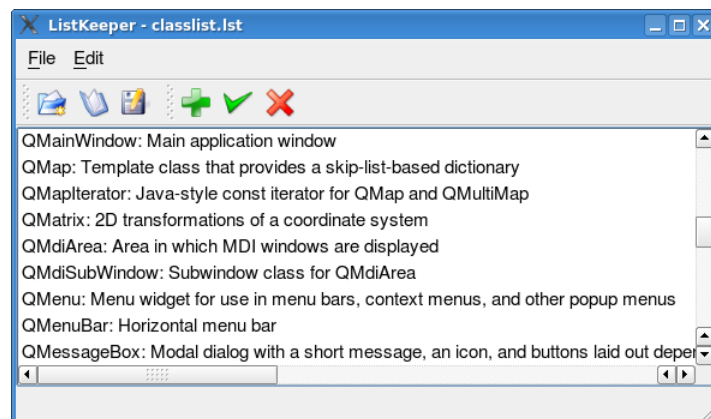 ListKeeper - classlist.lst
File Edit
QMainWindow: Main application window
QMap: Template class that provides a skip-list-based dictionary
QMapIterator: Java-style const iterator for QMap and QMultiMap
QMatrix: 2D transformations of a coordinate system
QMdiArea: Area in which MDI windows are displayed
QMdiSubWindow: Subwindow class for QMdiArea
QMenu: Menu widget for use in menu bars, context menus, and other popup menus
QMenuBar: Horizontal menu bar
QMessageBox: Modal dialog with a short message, an icon, and buttons laid out